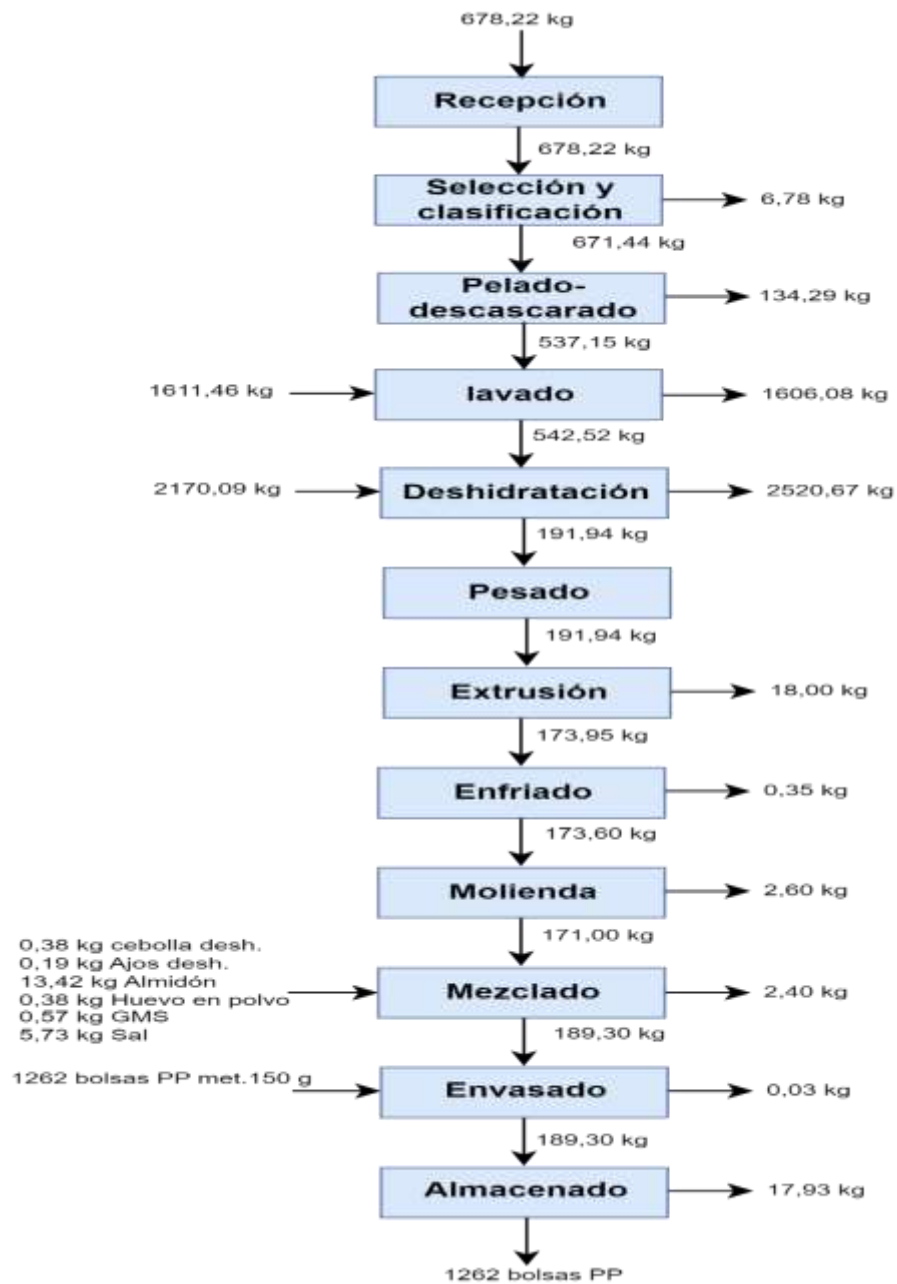 678,22 kg
Recepción
678,22 kg
Selección y
clasificación
6,78 kg
671,44 kg
Pelado-
descascarado
134,29 kg
537,15 kg
1611,46 kg
lavado
1606,08 kg
542,52 kg
2170,09 kg
Deshidratación
2520,67 kg
191,94 kg
Pesado
191,94 kg
Extrusión
18,00 kg
173,95 kg
Enfriado
0,35 kg
173,60 kg
Molienda
2,60 kg
171,00 kg
0,38 kg cebolla desh.
0,19 kg Ajos desh.
13,42 kg Almidón
0,38 kg Huevo en polvo
0,57 kg GMS
5,73 kg Sal
Mezclado
2,40 kg
189,30 kg
1262 bolsas PP met.150 g
Envasado
0,03 kg
189,30 kg
Almacenado
17,93 kg
1262 bolsas PP